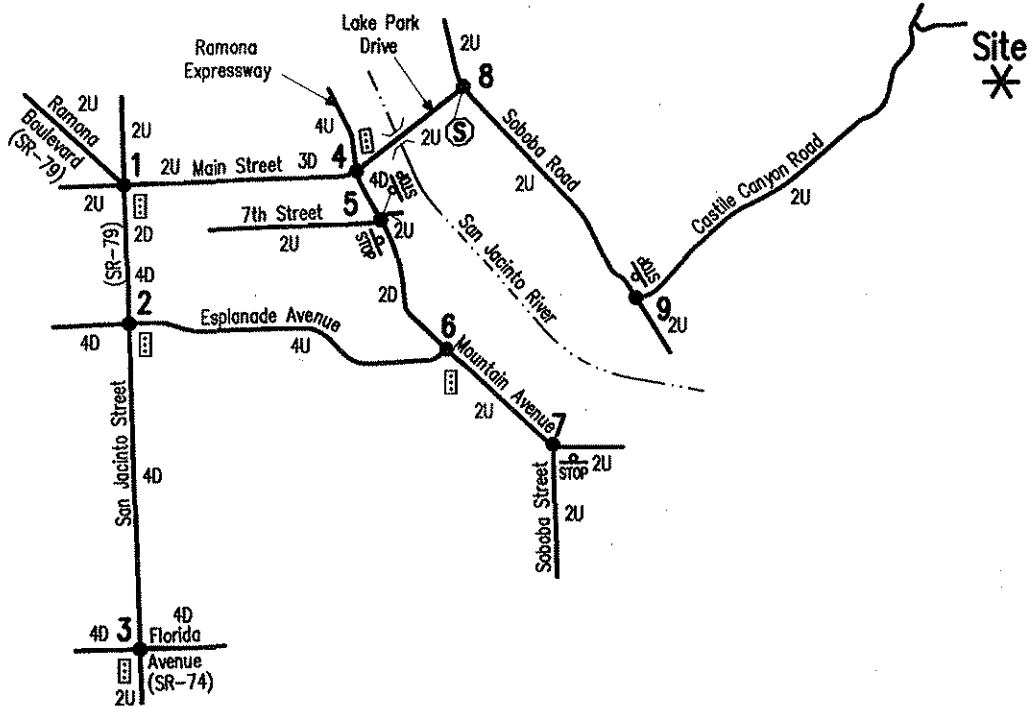 Lake Park
Drive
Ramona
Expressway
2U
8
Site
2U
Ramona
Boulevard
(SR-79)
2U
4U
2U
S
1
2U Main Street 3D
4
Soboba Road
2U
Castile Canyon Road
2U
2U
2D
(SR-79)
4D
7th Street
2U
5
4D
STOP
2U
STOP
San Jacinto River
STOP
9
2U
2
4D
Esplanade Avenue
4U
2D
6
Mountain Avenue
2U
7
STOP 2U
San Jacinto Street
4D
Soboba Street
2U
4D
4D 3 Florida
Avenue
(SR-74)
2U